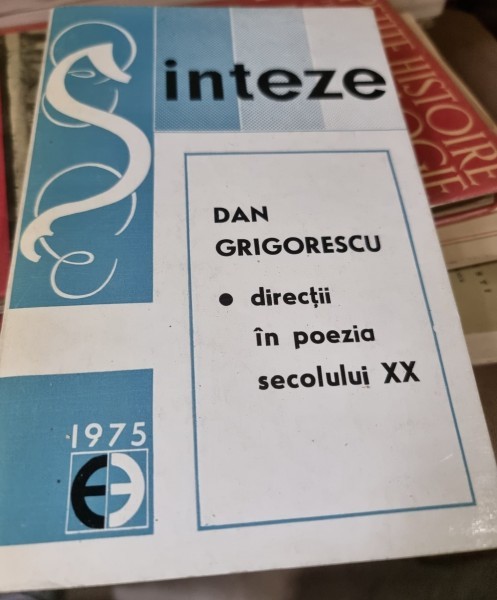 Sinteze
DAN
GRIGORESCU
• direcții
în poezia
secolului XX
1975
HISTOIRE